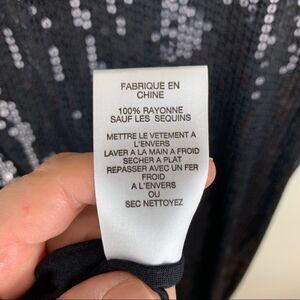 FABRIQUE EN
CHINE
100% RAYONNE
SAUF LES SEQUINS
METTRE LE VETEMENT A
L'ENVERS
LAVER A LA MAIN A FROID
SECHER A PLAT
REPASSER AVEC UN FER
FROID
A L'ENVERS
OU
SEC NETTOYEZ